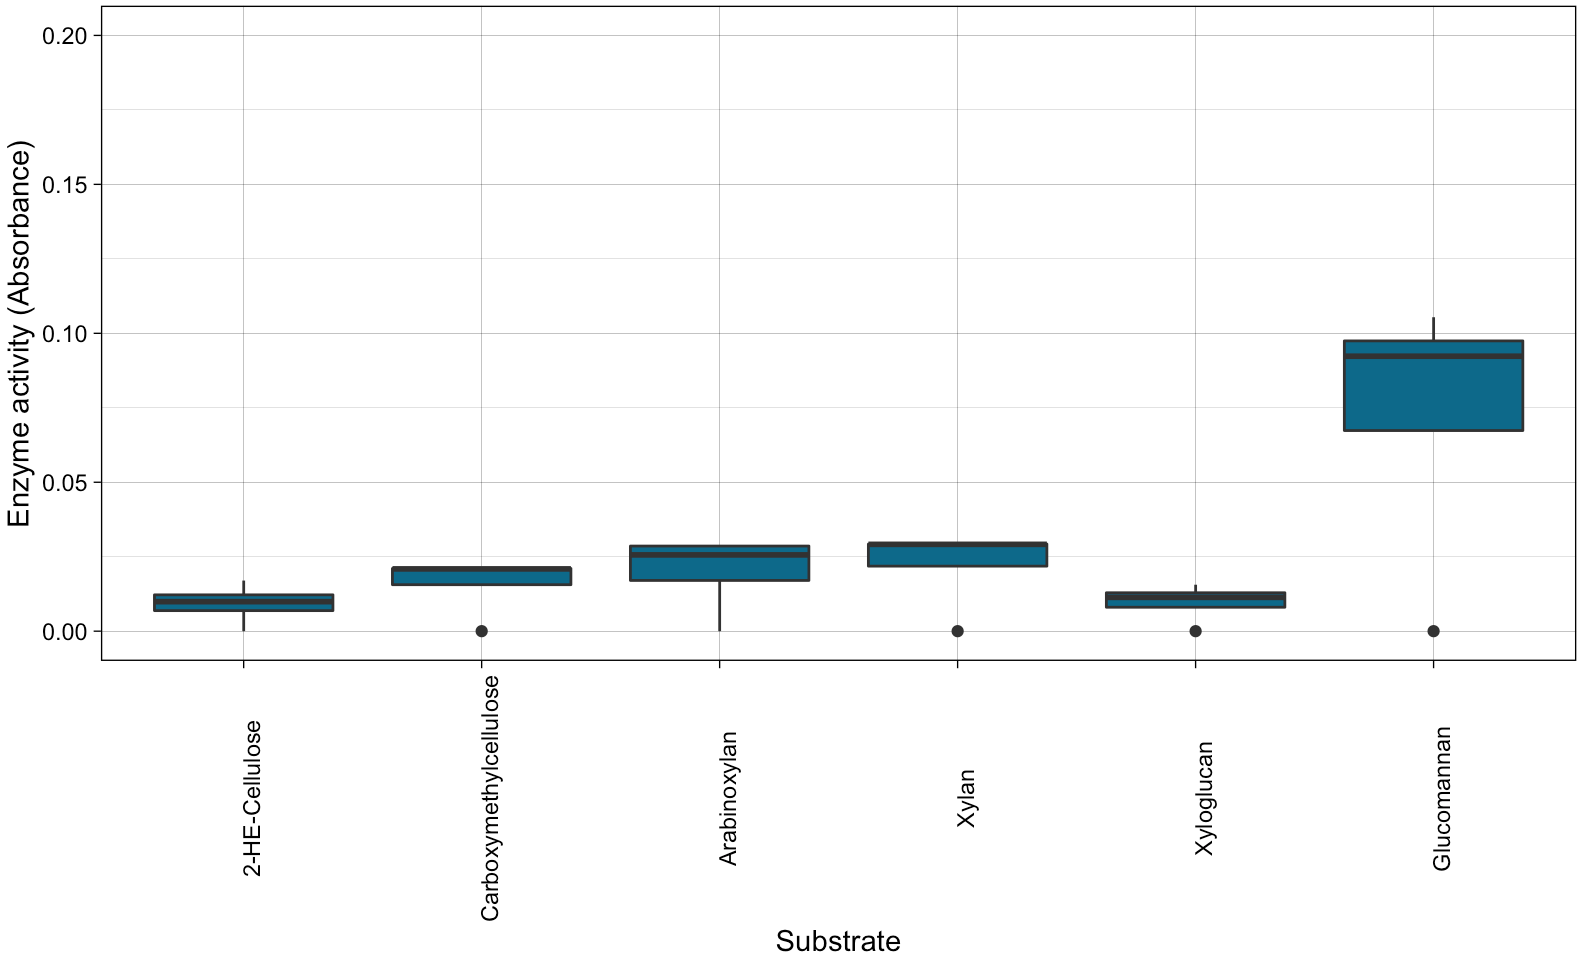 Enzyme activity (Absorbance)
0.20
0.15
0.10
0.05
0.00
2-HE-Cellulose
Carboxymethylcellulose
Arabinoxylan
Xylan
Xyloglucan
Glucomannan
Substrate